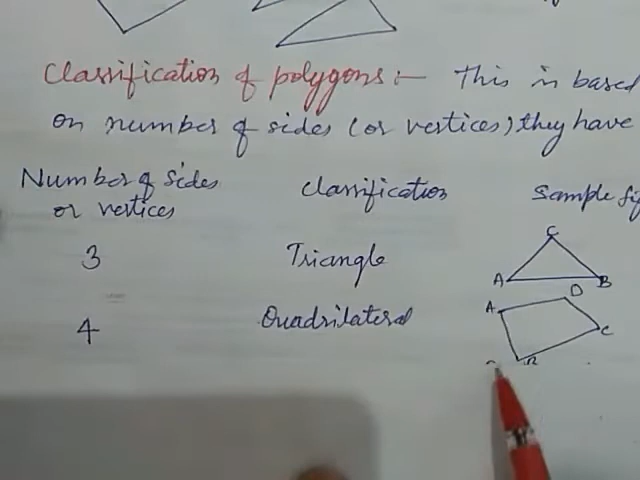 Classification of polygons :- This is based
on number of sides (or vertices) they have
Number of sides Classification Sample
or vertices
3 Triangle
C
A B
4 Quadrilateral
A D
C
B